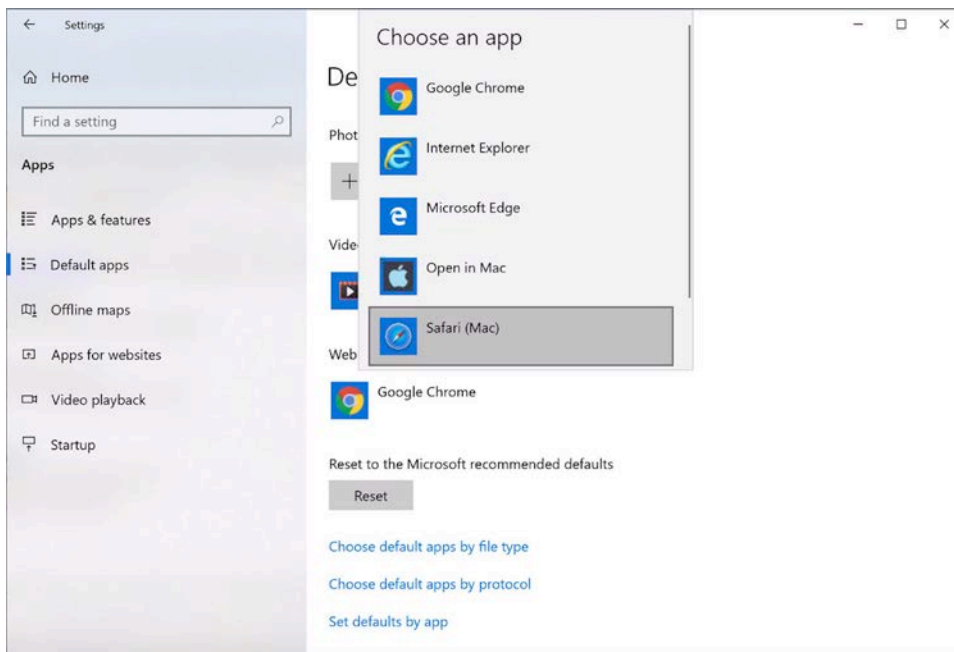 Settings
Home
Find a setting
Apps
Apps & features
Default apps
Offline maps
Apps for websites
Video playback
Startup
Choose an app
Google Chrome
Internet Explorer
Microsoft Edge
Open in Mac
Safari (Mac)
De
Phot
Vide
Web
Google Chrome
Reset to the Microsoft recommended defaults
Reset
Choose default apps by file type
Choose default apps by protocol
Set defaults by app